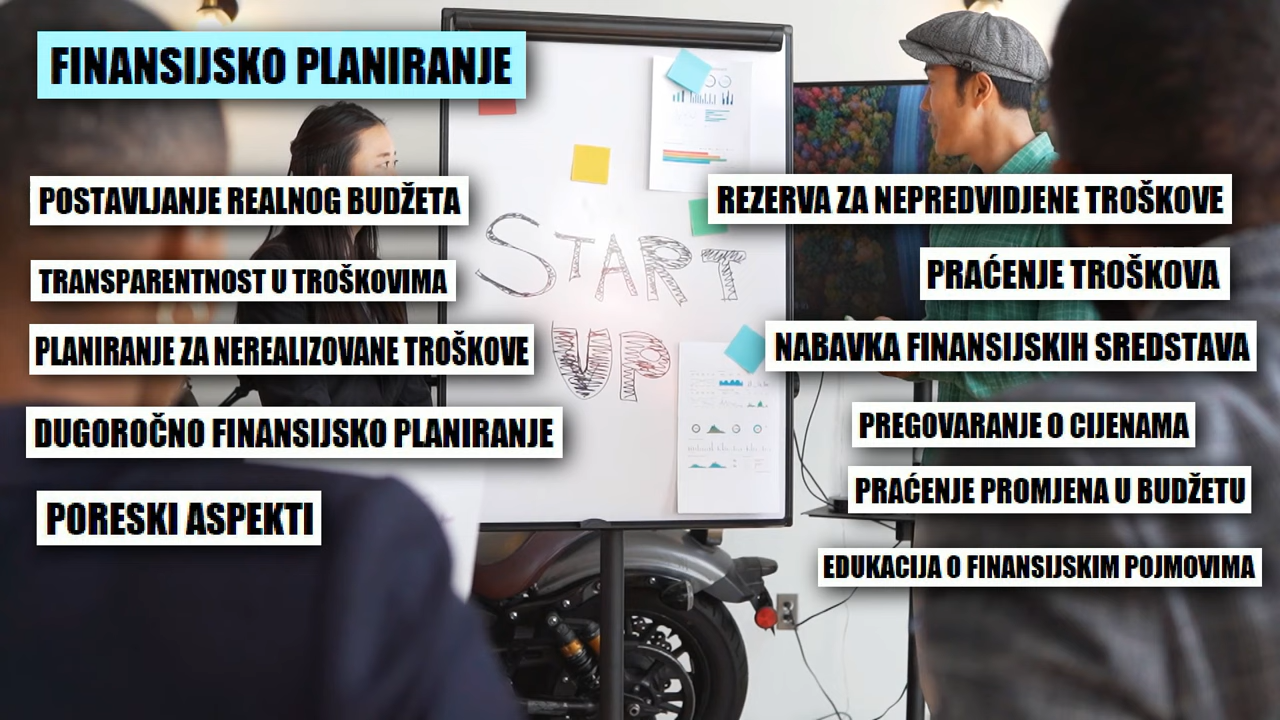 FINANSIJSKO PLANIRANJE
POSTAVLJANJE REALNOG BUDŽETA
TRANSPARENTNOST U TROŠKOVIMA
PLANIRANJE ZA NEREALIZOVANE TROŠKOVE
DUGOROČNO FINANSIJSKO PLANIRANJE
PORESKI ASPEKTI
START
UP
REZERVA ZA NEPREDVIDJENE TROŠKOVE
PRAĆENJE TROŠKOVA
NABAVKA FINANSIJSKIH SREDSTAVA
PREGOVARANJE O CIJENAMA
PRAĆENJE PROMJENA U BUDŽETU
EDUKACIJA O FINANSIJSKIM POJMOVIMA